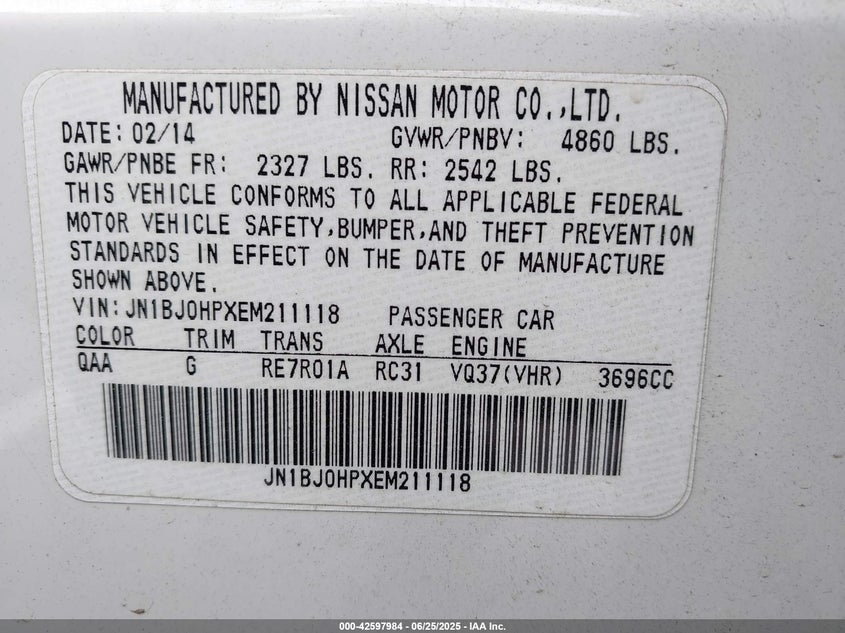 MANUFACTURED BY NISSAN MOTOR CO.,LTD.
DATE: 02/14 GVWR/PNBV: 4860 LBS.
GAWR/PNBE FR: 2327 LBS. RR: 2542 LBS.
THIS VEHICLE CONFORMS TO ALL APPLICABLE FEDERAL
MOTOR VEHICLE SAFETY,BUMPER,AND THEFT PREVENTION
STANDARDS IN EFFECT ON THE DATE OF MANUFACTURE
SHOWN ABOVE.
VIN: JN1BJ0HPXEM211118 PASSENGER CAR
COLOR TRIM TRANS AXLE ENGINE
QAA G RE7R01A RC31 VQ37(VHR) 3696CC
JN1BJ0HPXEM211118
000-42597984 - 06/25/2025 - IAA Inc.